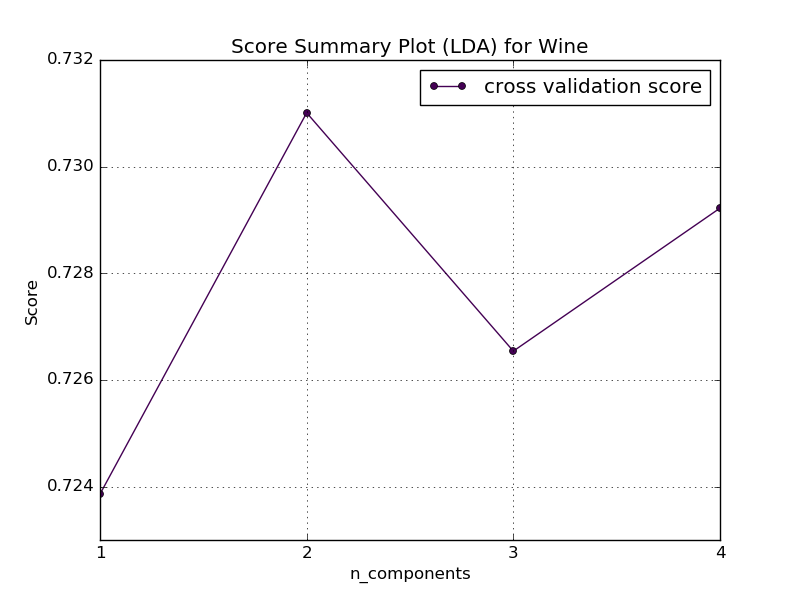 Score Summary Plot (LDA) for Wine
cross validation score
0.732
0.730
0.728
0.726
0.724
Score
1
2
3
4
n_components